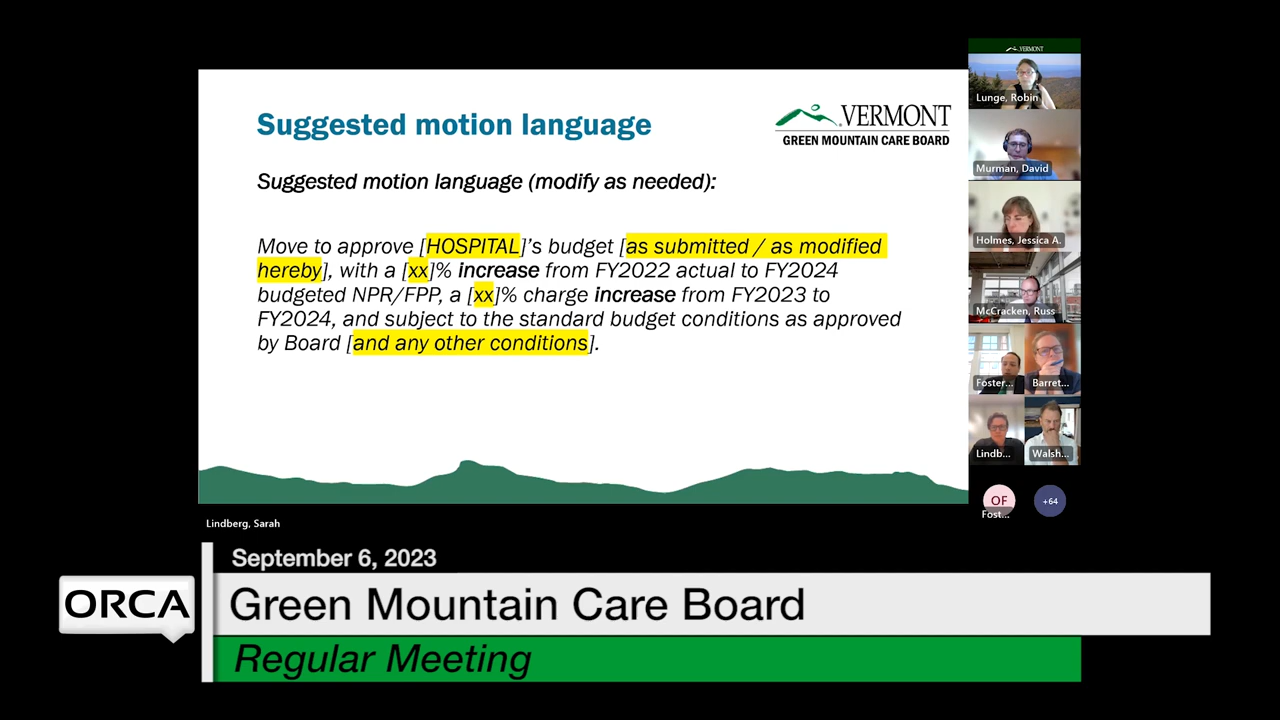 Suggested motion language
VERMONT
GREEN MOUNTAIN CARE BOARD
Suggested motion language (modify as needed):
Move to approve [HOSPITAL]'s budget [as submitted / as modified
hereby], with a [xx]% increase from FY2022 actual to FY2024
budgeted NPR/FPP, a [xx]% charge increase from FY2023 to
FY2024, and subject to the standard budget conditions as approved
by Board [and any other conditions].
VERMONT
Lunge, Robin
Murman, David
Holmes, Jessica A.
McCracken, Russ
Foster...
Barret...
Lindb...
Walsh...
OF
+64
Fost...
Lindberg, Sarah
September 6, 2023
ORCA
Green Mountain Care Board
Regular Meeting